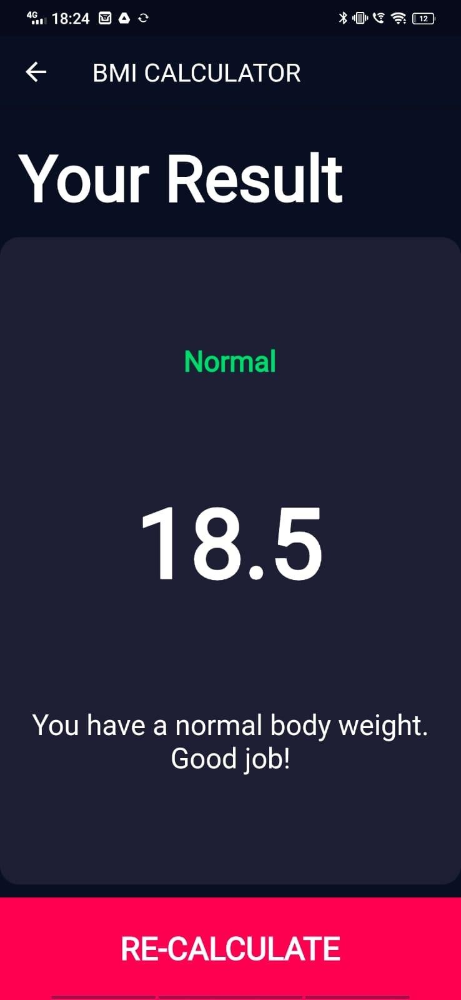 4G 18:24 12
BMI CALCULATOR
Your Result
Normal
18.5
You have a normal body weight.
Good job!
RE-CALCULATE